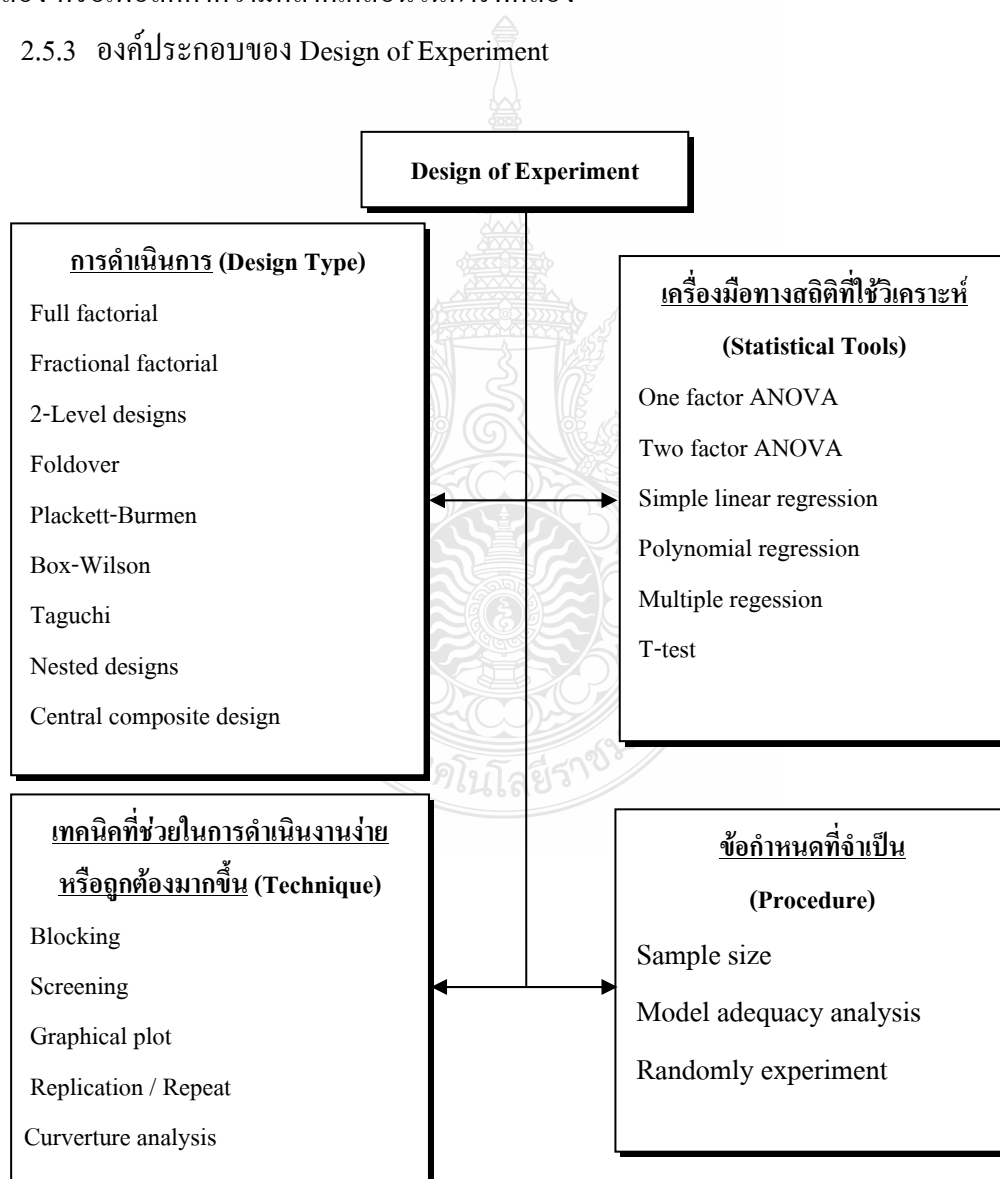 2.5.3 องค์ประกอบของ Design of Experiment
Design of Experiment
การดำเนินการ (Design Type)
Full factorial
Fractional factorial
2-Level designs
Foldover
Plackett-Burmen
Box-Wilson
Taguchi
Nested designs
Central composite design
เครื่องมือทางสถิติที่ใช้วิเคราะห์
(Statistical Tools)
One factor ANOVA
Two factor ANOVA
Simple linear regression
Polynomial regression
Multiple regession
T-test
เทคนิคที่ช่วยในการดำเนินงานง่าย
หรือถูกต้องมากขึ้น (Technique)
Blocking
Screening
Graphical plot
Replication / Repeat
Curverture analysis
ข้อกำหนดที่จำเป็น
(Procedure)
Sample size
Model adequacy analysis
Randomly experiment